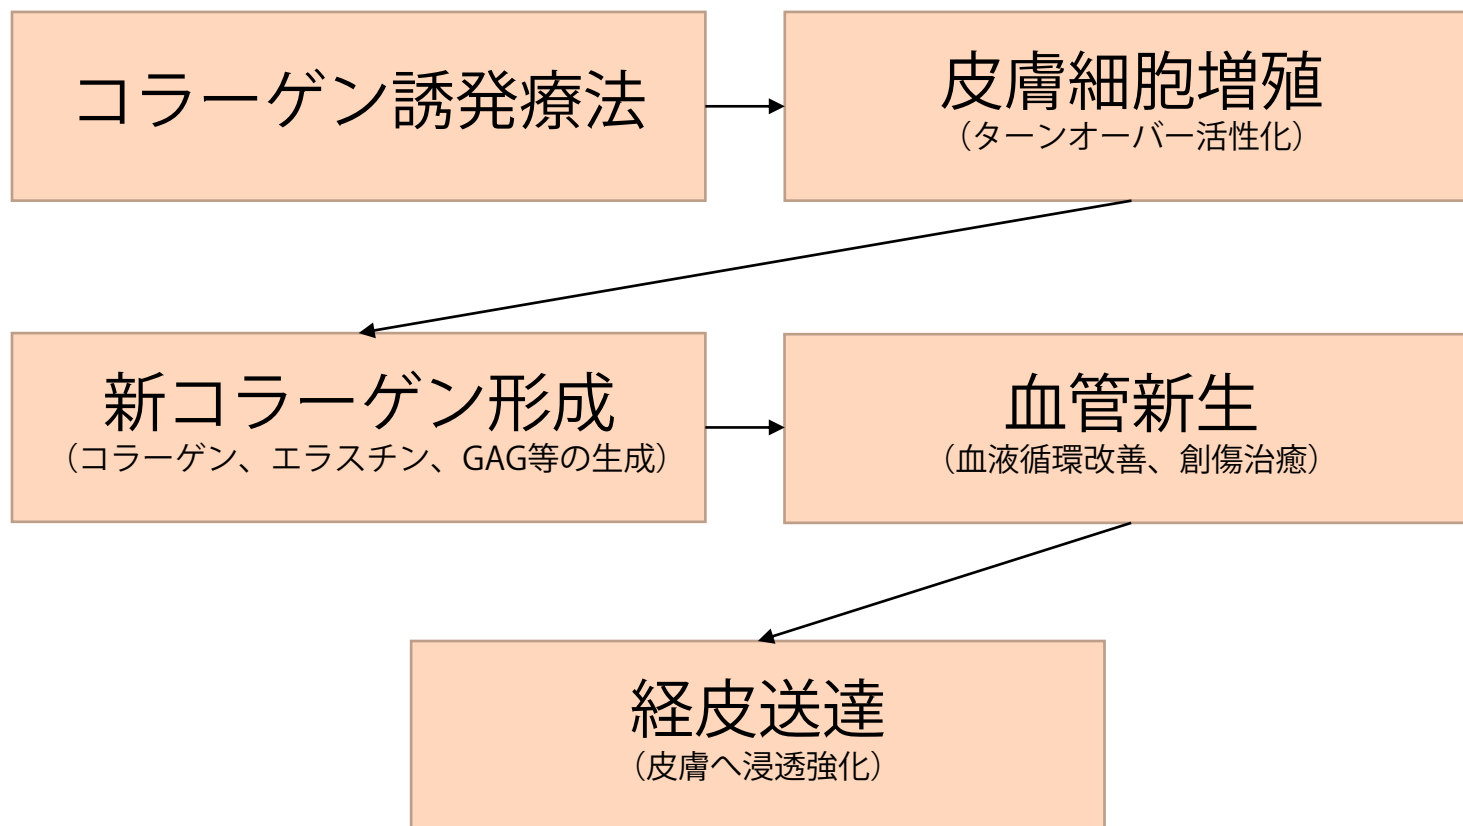 コラーゲン誘発療法
皮膚細胞増殖
（ターンオーバー活性化）
新コラーゲン形成
（コラーゲン、エラスチン、GAG等の生成）
血管新生
（血液循環改善、創傷治癒）
経皮送達
（皮膚へ浸透強化）